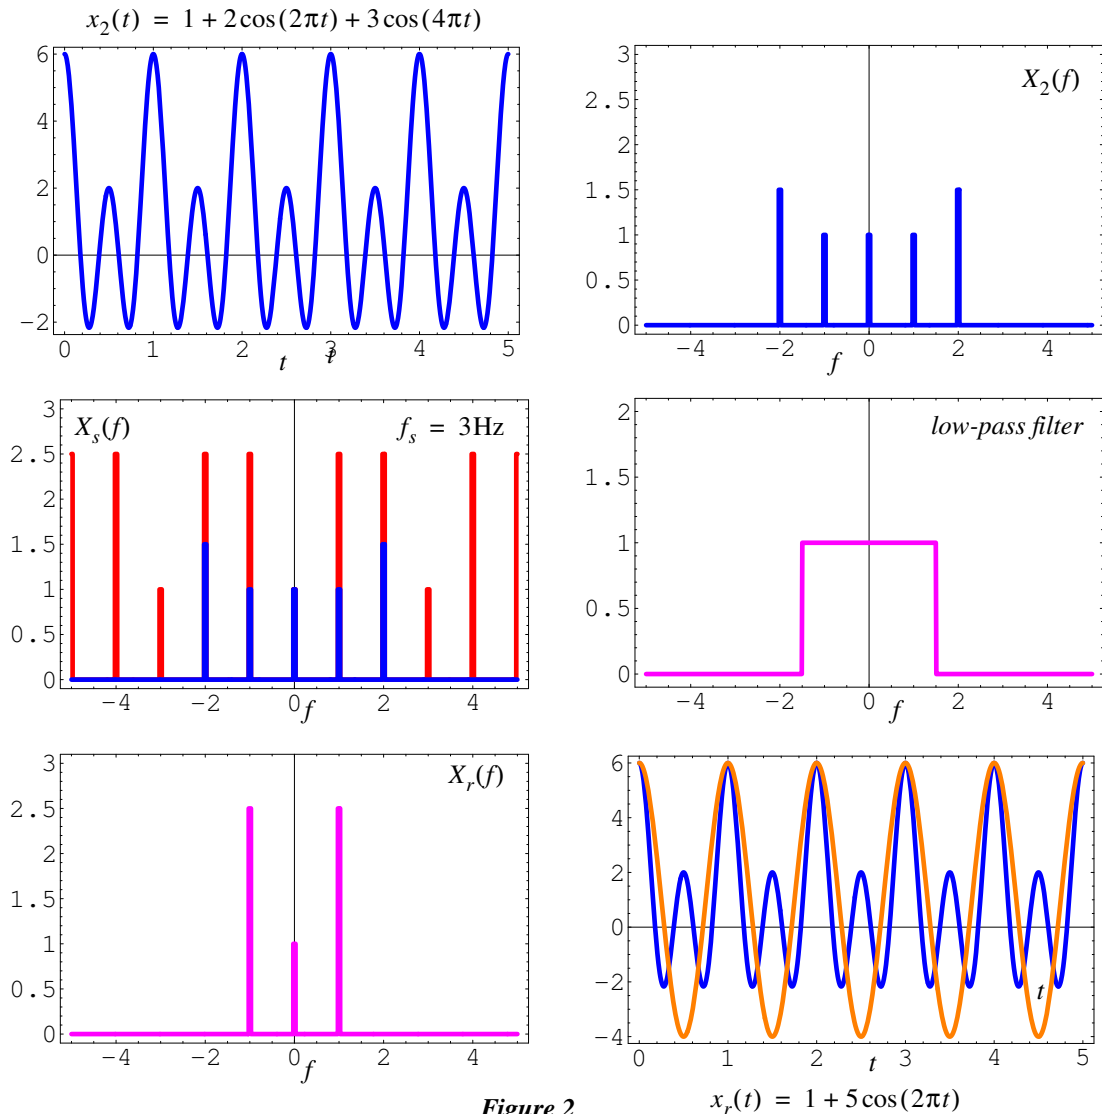 x₂(t) = 1 + 2cos(2πt) + 3cos(4πt)
6
4
2
0
−2
0 1 2 3 4 5
t t
X₂(f)
3
2.5
2
1.5
1
0.5
0
−4 −2 0 2 4
f
X_s(f) f_s = 3Hz
3
2.5
2
1.5
1
0.5
0
−4 −2 0 2 4
f
low-pass filter
2
1.5
1
0.5
0
−4 −2 0 2 4
f
X_r(f)
3
2.5
2
1.5
1
0.5
0
−4 −2 0 2 4
f
6
4
2
0
−2
−4
t
0 1 2 3 4 5
t
x_r(t) = 1 + 5cos(2πt)
Figure 2